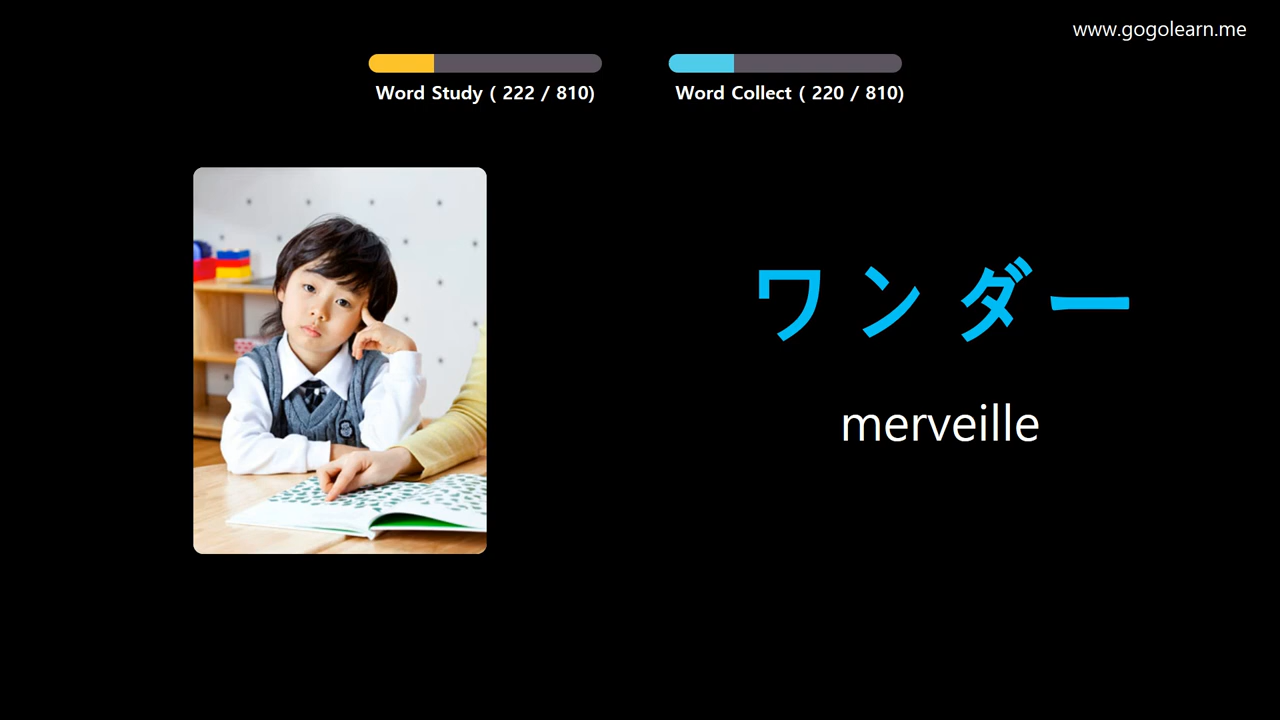 www.gogolearn.me
Word Study ( 222 / 810)
Word Collect ( 220 / 810)
ワンダー
merveille